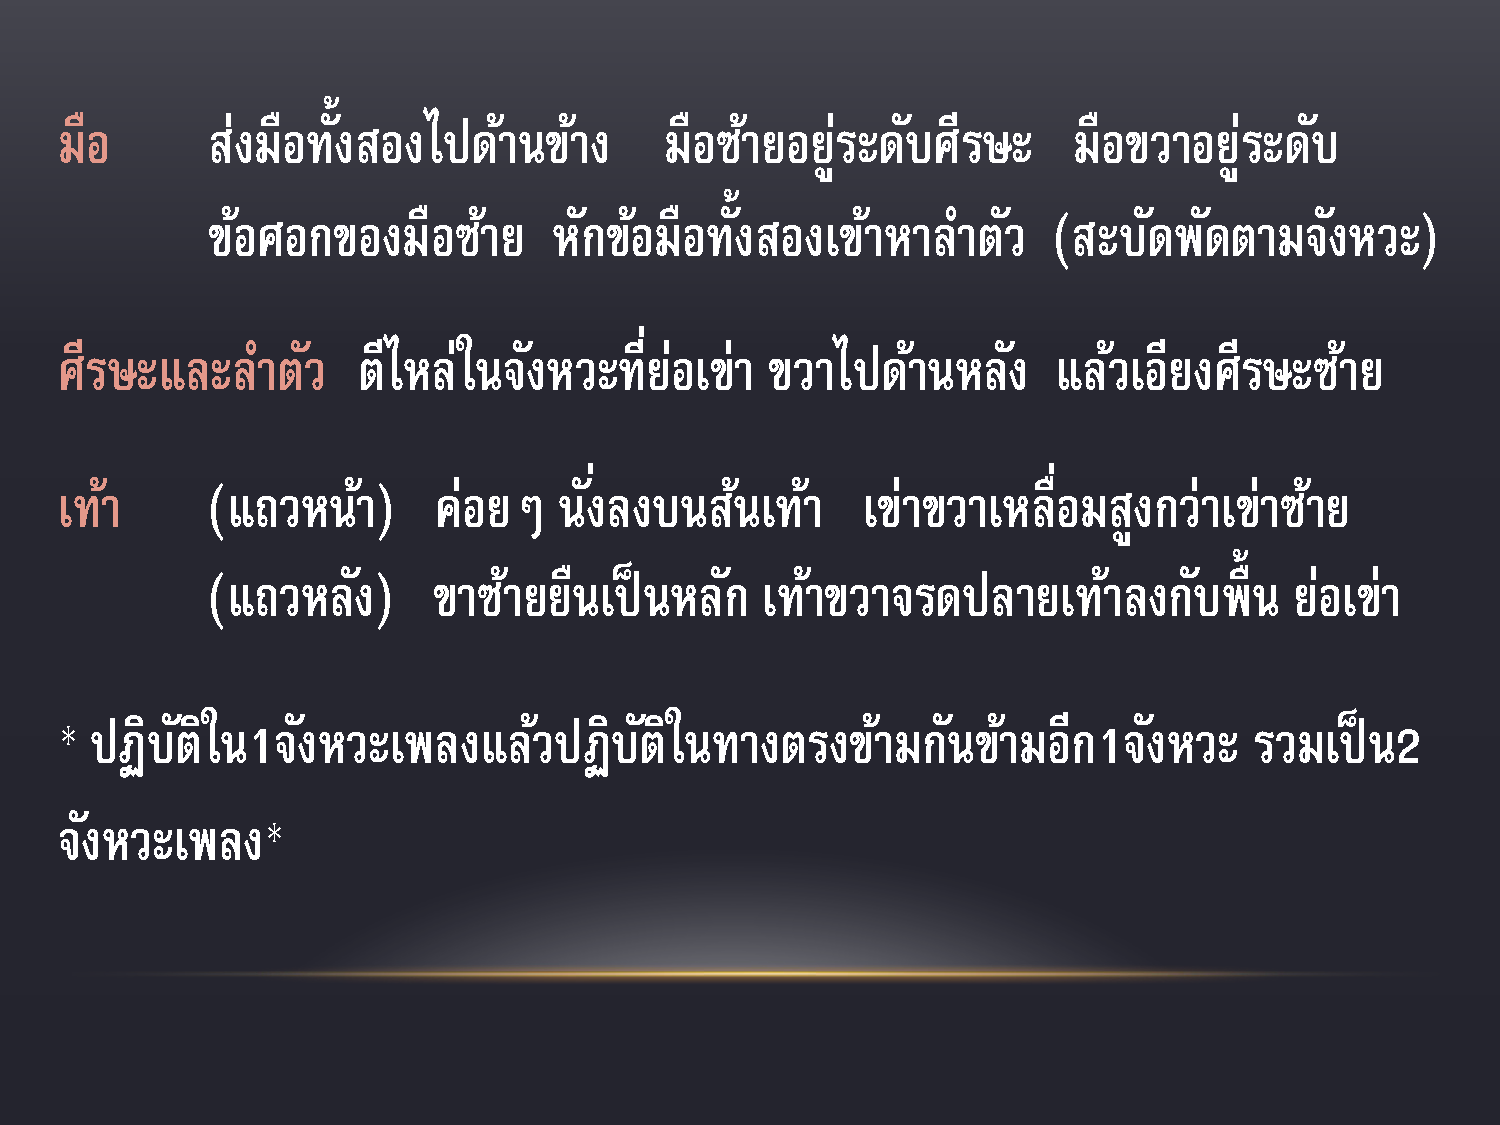 มือ ส่งมือทั้งสองไปด้านข้าง มือซ้ายอยู่ระดับศีรษะ มือขวาอยู่ระดับ
ข้อศอกของมือซ้าย หักข้อมือทั้งสองเข้าหาลำตัว (สะบัดพัดตามจังหวะ)
ศีรษะและลำตัว ตีไหล่ในจังหวะที่ย่อเข่า ขวาไปด้านหลัง แล้วเอียงศีรษะซ้าย
เท้า (แถวหน้า) ค่อย ๆ นั่งลงบนส้นเท้า เข่าขวาเหลื่อมสูงกว่าเข่าซ้าย
(แถวหลัง) ขาซ้ายยืนเป็นหลัก เท้าขวาจรดปลายเท้าลงกับพื้น ย่อเข่า
* ปฏิบัติใน1จังหวะเพลงแล้วปฏิบัติในทางตรงข้ามกันข้ามอีก1จังหวะ รวมเป็น2
จังหวะเพลง*